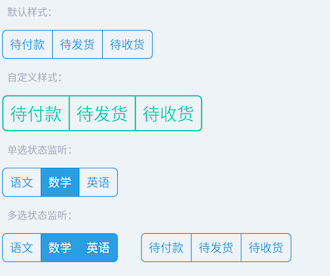 默认样式：
待付款 待发货 待收货
自定义样式：
待付款 待发货 待收货
单选状态监听：
语文 数学 英语
多选状态监听：
语文 数学 英语 待付款 待发货 待收货